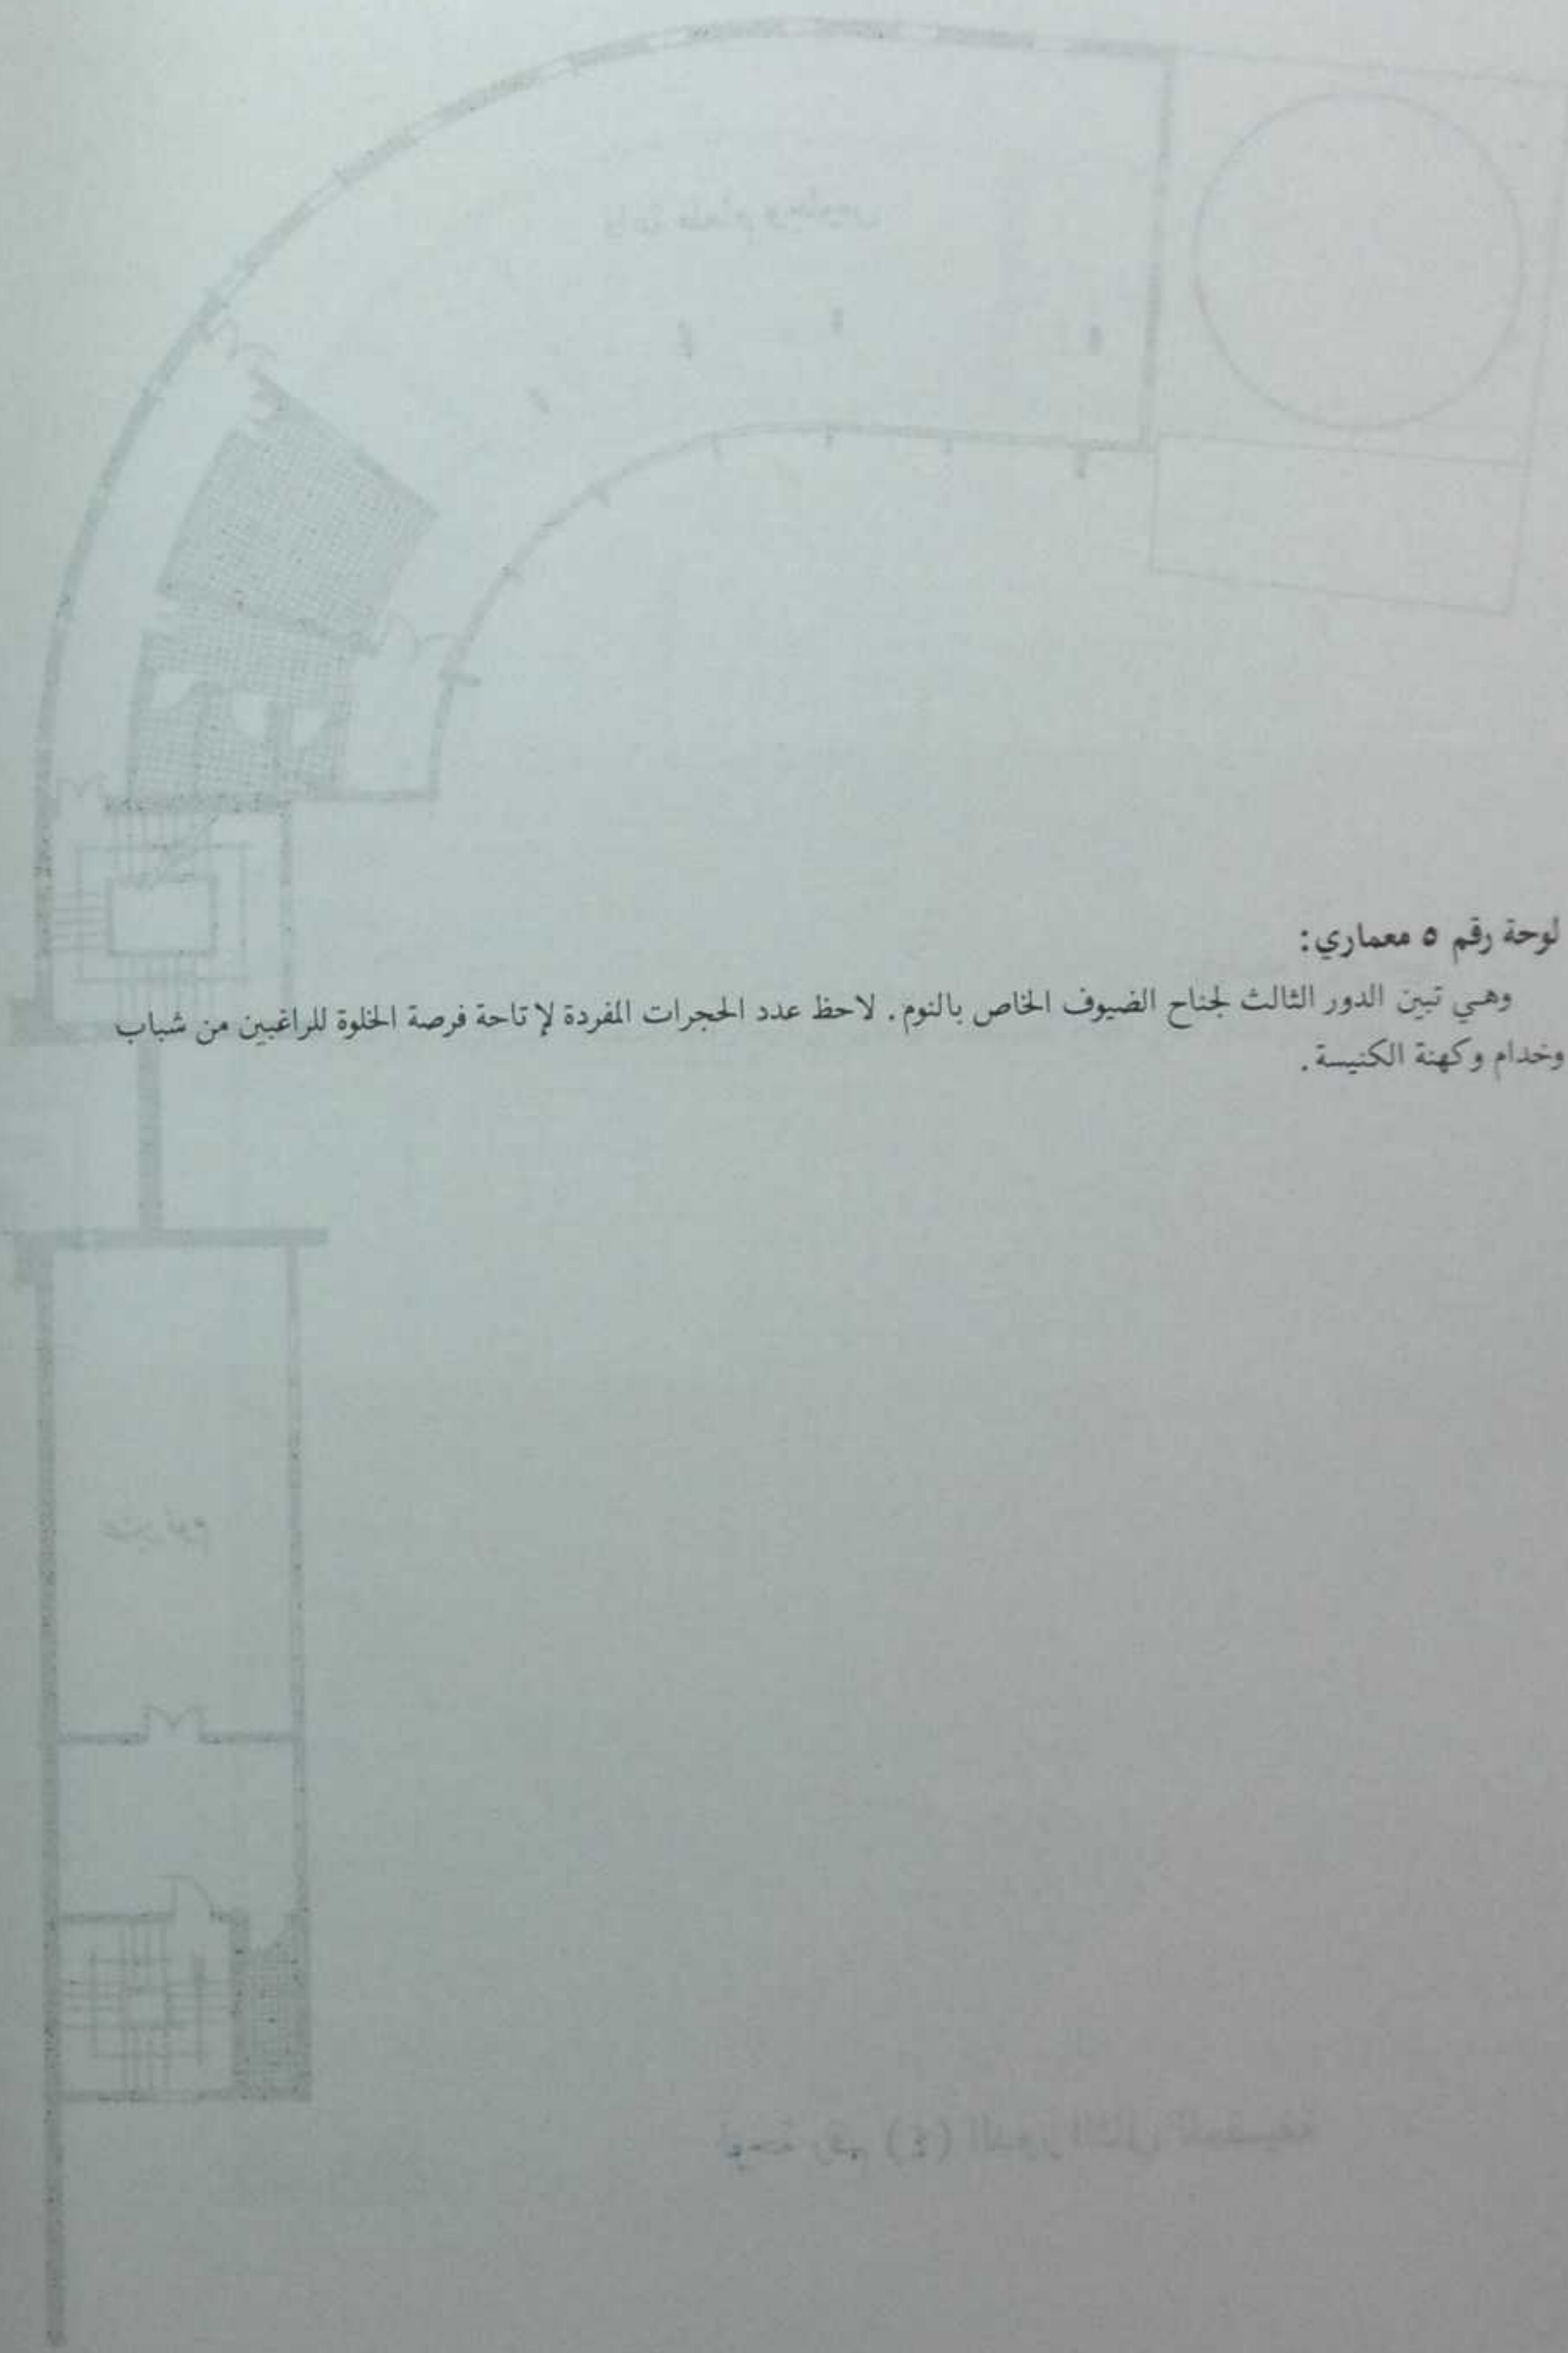 لوحة رقم ٥ معماري:
وهي تبين الدور الثالث لجناح الضيوف الخاص بالنوم. لاحظ عدد الحجرات المفردة لإتاحة فرصة الخلوة للراغبين من شباب
وخدام وكهنة الكنيسة.